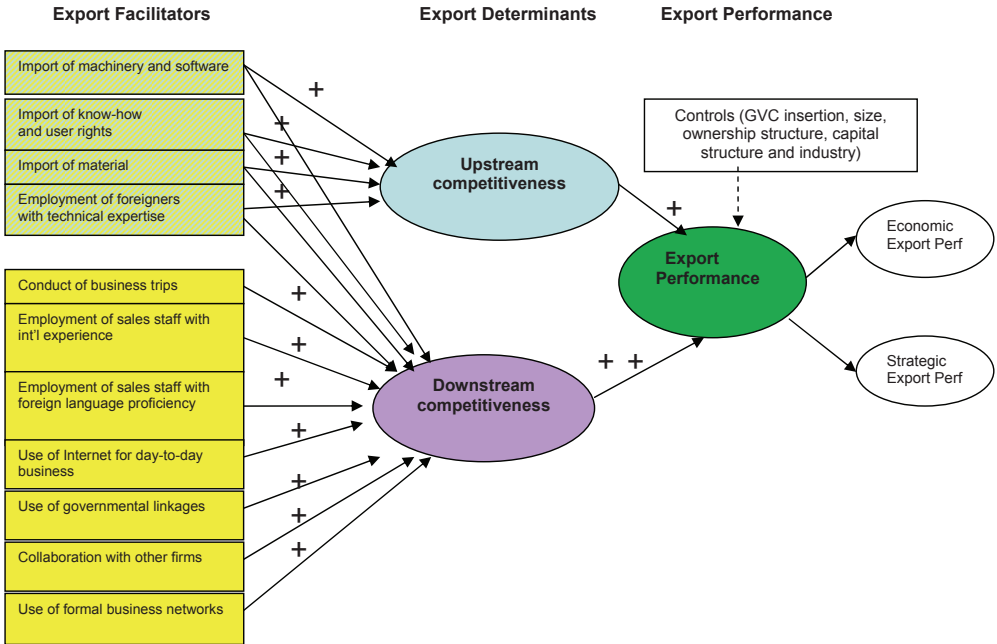 Export Facilitators
Export Determinants
Export Performance
Import of machinery and software
Import of know-how
and user rights
Import of material
Employment of foreigners
with technical expertise
Conduct of business trips
Employment of sales staff with
int'l experience
Employment of sales staff with
foreign language proficiency
Use of Internet for day-to-day
business
Use of governmental linkages
Collaboration with other firms
Use of formal business networks
+
+
+
+
+
+
+
+
+
+
Upstream
competitiveness
Downstream
competitiveness
+
+ +
Controls (GVC insertion, size,
ownership structure, capital
structure and industry)
Export
Performance
Economic
Export Perf
Strategic
Export Perf